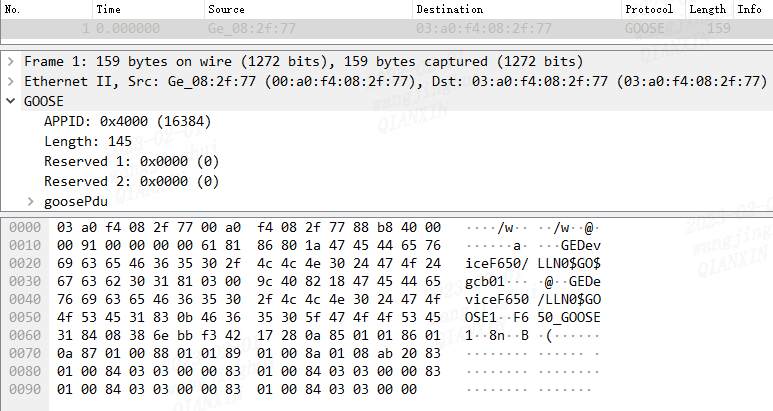 No. Time Source Destination Protocol Length Info
1 0.000000 Ge_08:2f:77 03:a0:f4:08:2f:77 GOOSE 159
Frame 1: 159 bytes on wire (1272 bits), 159 bytes captured (1272 bits)
Ethernet II, Src: Ge_08:2f:77 (00:a0:f4:08:2f:77), Dst: 03:a0:f4:08:2f:77 (03:a0:f4:08:2f:77)
GOOSE
APPID: 0x4000 (16384)
Length: 145
Reserved 1: 0x0000 (0)
Reserved 2: 0x0000 (0)
goosePdu
0000 03 a0 f4 08 2f 77 00 a0 f4 08 2f 77 88 b8 40 00 ····/w·· ··/w··@·
0010 00 91 00 00 00 00 61 81 86 80 1a 47 45 44 65 76 ······a· ···GEDev
0020 69 63 65 46 36 35 30 2f 4c 4c 4e 30 24 47 4f 24 iceF650/ LLN0$GO$
0030 67 63 62 30 31 81 03 00 9c 40 82 18 47 45 44 65 gcb01··· ·@··GEDe
0040 76 69 63 65 46 36 35 30 2f 4c 4c 4e 30 24 47 4f viceF650 /LLN0$GO
0050 4f 53 45 31 83 0b 46 36 35 30 5f 47 4f 4f 53 45 OSE1··F6 50_GOOSE
0060 31 84 08 38 6e bb f3 42 17 28 0a 85 01 01 86 01 1··8n··B ·(······
0070 0a 87 01 00 88 01 01 89 01 00 8a 01 08 ab 20 83 ········ ······ ·
0080 01 00 84 03 03 00 00 83 01 00 84 03 03 00 00 83 ········ ········
0090 01 00 84 03 03 00 00 83 01 00 84 03 03 00 00 ········ ·······